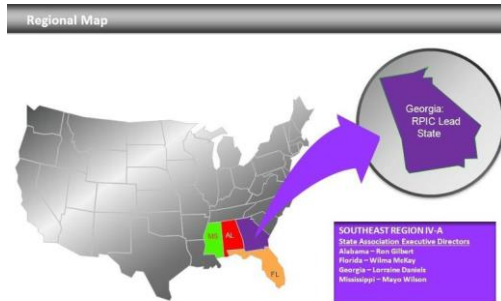 Regional Map
Georgia:
RPIC Lead
State
MS
AL
FL
SOUTHEAST REGION IV-A
State Association Executive Directors
Alabama – Ron Gilbert
Florida – Wilma McKay
Georgia – Lorraine Daniels
Mississippi – Mayo Wilson